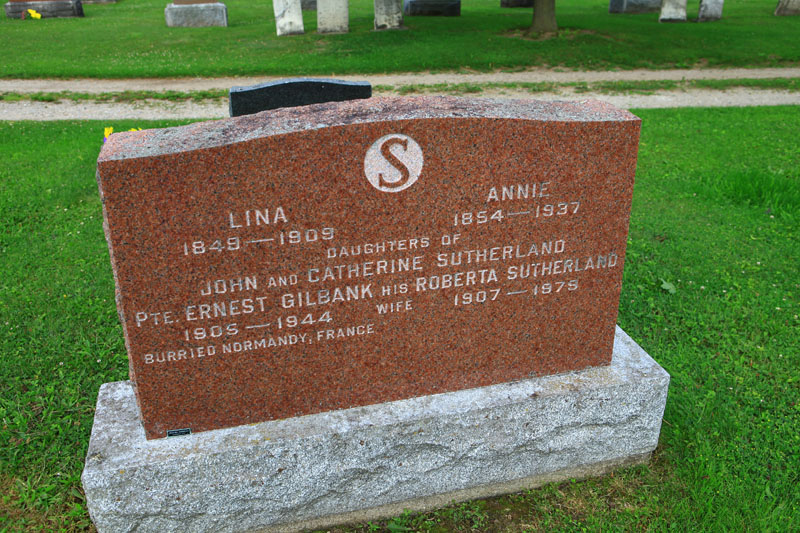 S
LINA ANNIE
1849—1909 1854—1937
DAUGHTERS OF
JOHN AND CATHERINE SUTHERLAND
PTE. ERNEST GILBANK HIS ROBERTA SUTHERLAND
1905—1944 WIFE 1907—1979
BURRIED NORMANDY, FRANCE